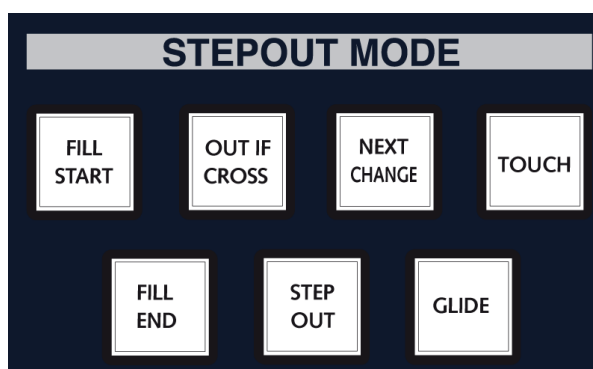 STEPOUT MODE
FILL
START
OUT IF
CROSS
NEXT
CHANGE
TOUCH
FILL
END
STEP
OUT
GLIDE